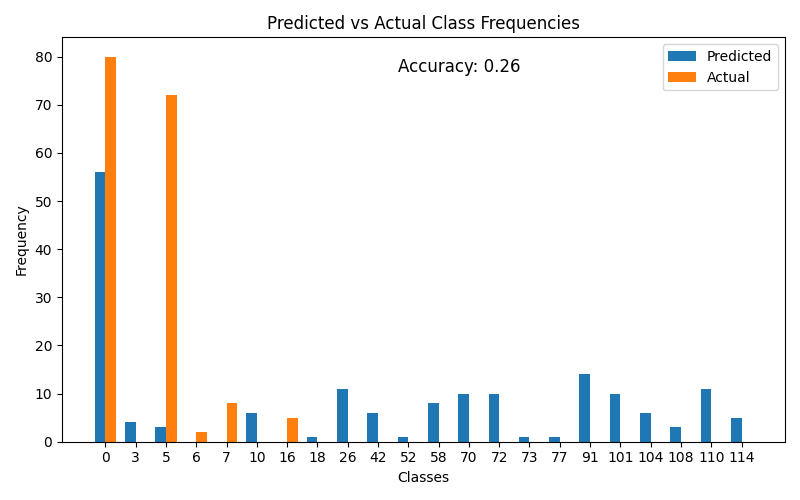 Predicted vs Actual Class Frequencies
Accuracy: 0.26
Predicted
Actual
Frequency
80
70
60
50
40
30
20
10
0
0 3 5 6 7 10 16 18 26 42 52 58 70 72 73 77 91 101 104 108 110 114
Classes